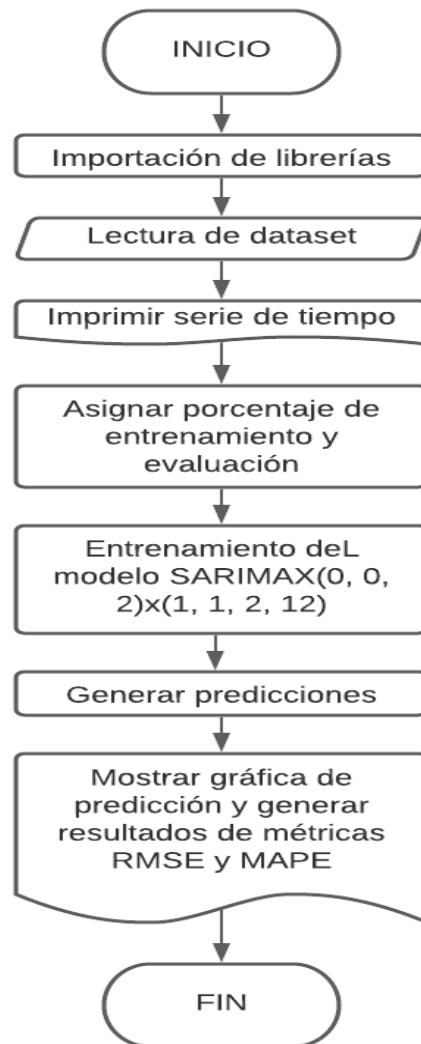 INICIO
Importación de librerías
Lectura de dataset
Imprimir serie de tiempo
Asignar porcentaje de
entrenamiento y
evaluación
Entrenamiento deL
modelo SARIMAX(0, 0,
2)x(1, 1, 2, 12)
Generar predicciones
Mostrar gráfica de
predicción y generar
resultados de métricas
RMSE y MAPE
FIN